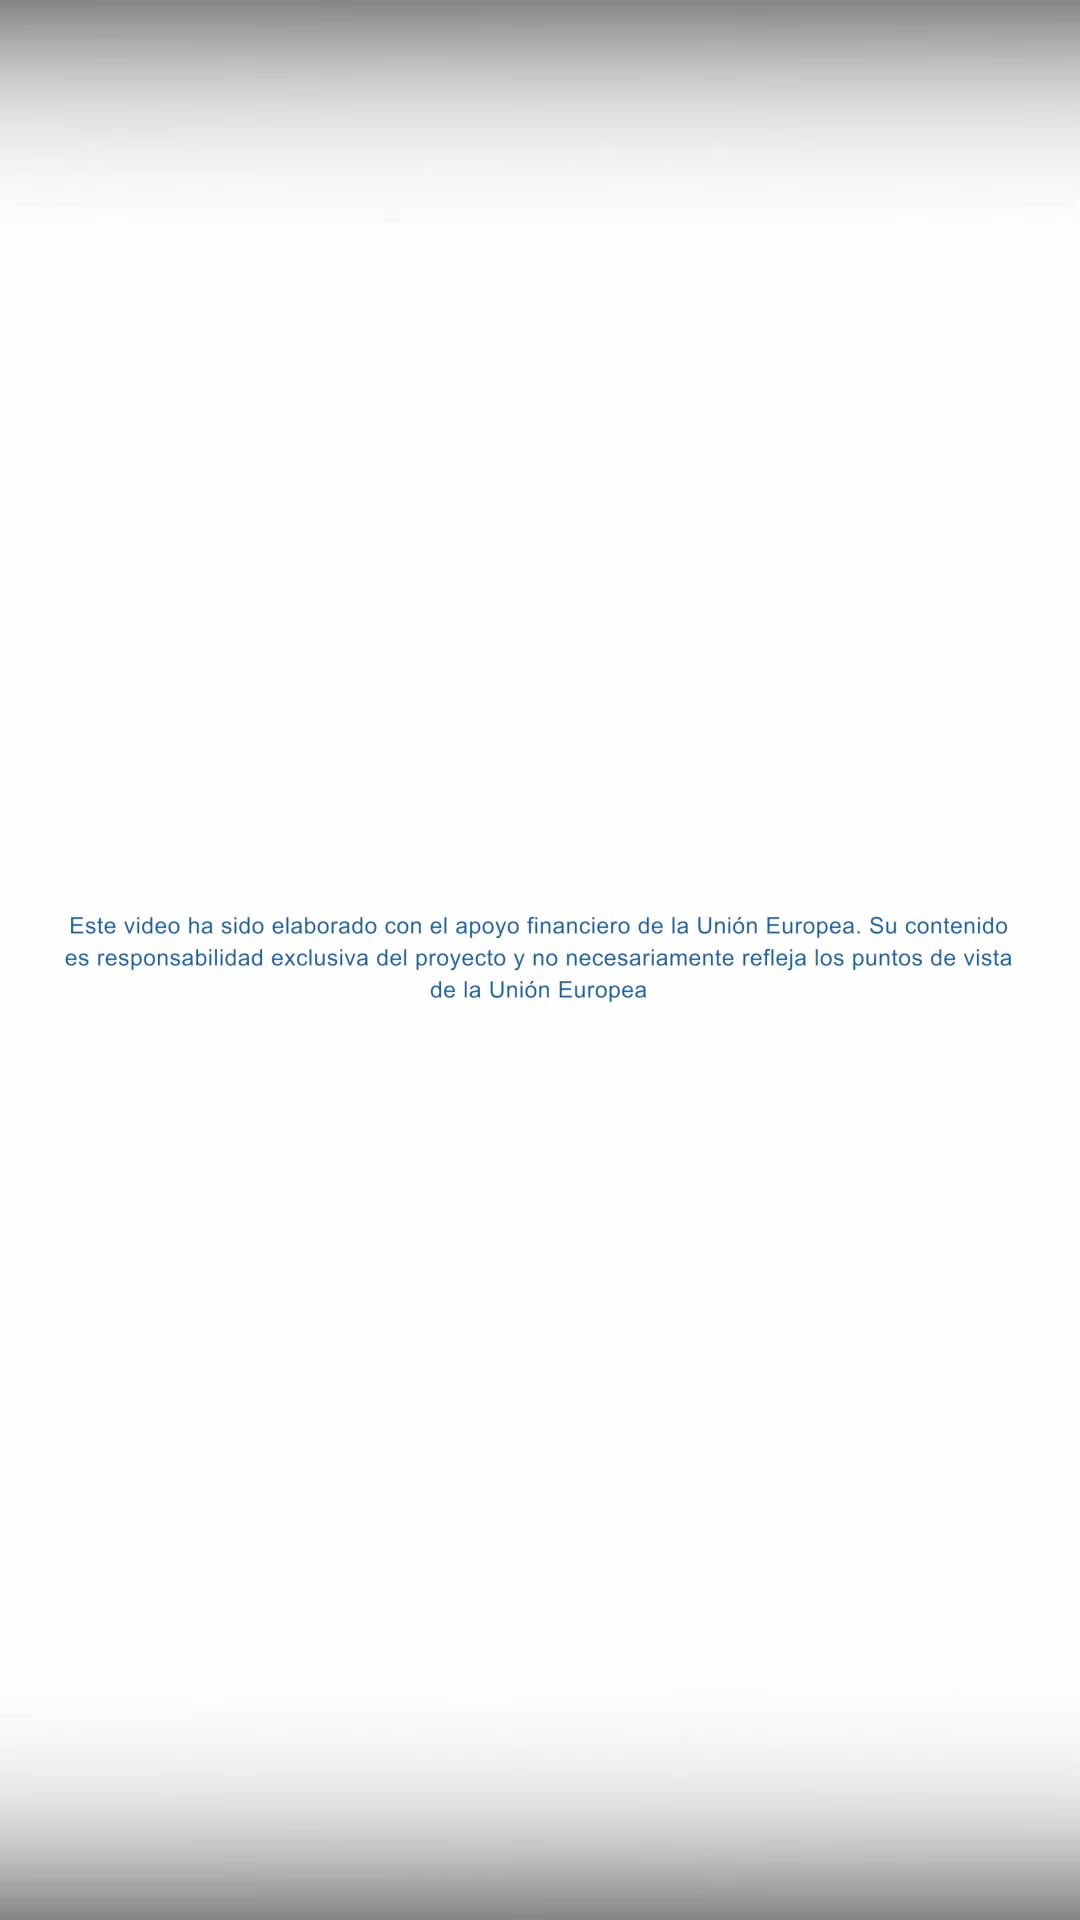 Este video ha sido elaborado con el apoyo financiero de la Unión Europea. Su contenido
es responsabilidad exclusiva del proyecto y no necesariamente refleja los puntos de vista
de la Unión Europea